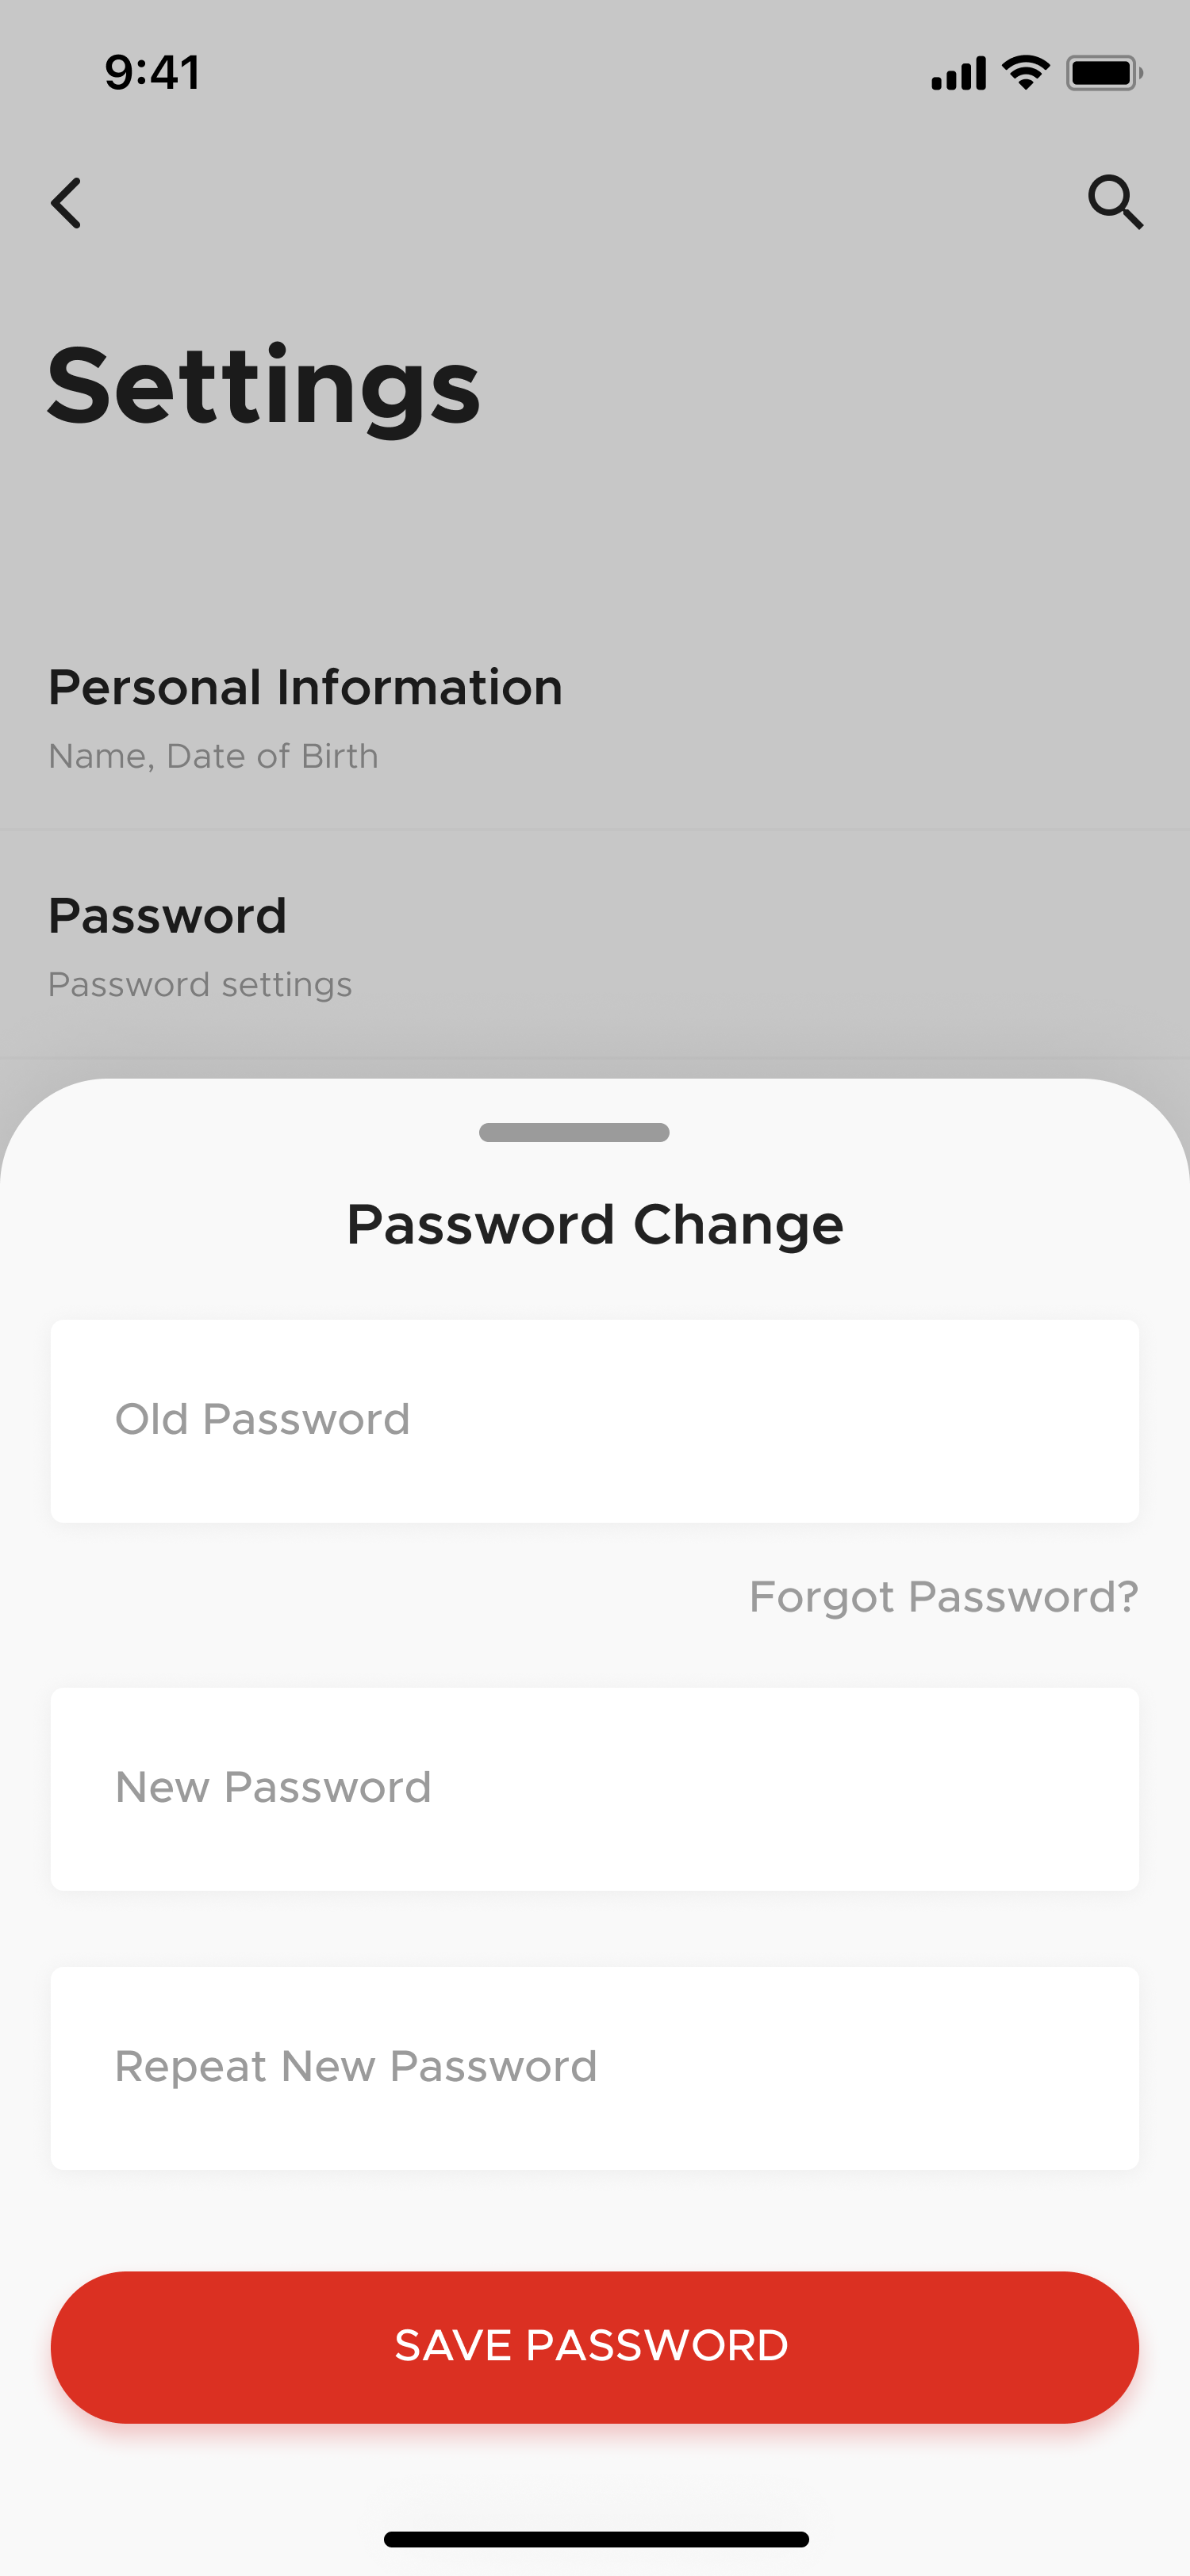 9:41
Settings
Personal Information
Name, Date of Birth
Password
Password settings
Password Change
Old Password
Forgot Password?
New Password
Repeat New Password
SAVE PASSWORD